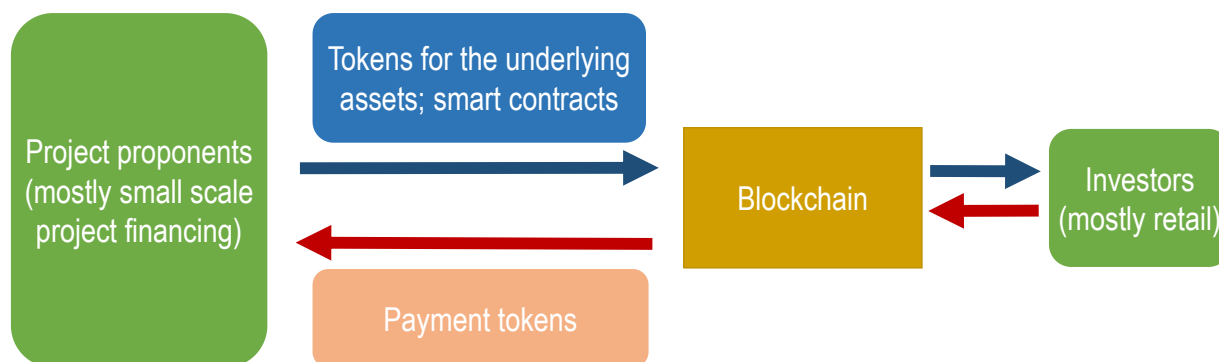 Tokens for the underlying
assets; smart contracts
Project proponents
(mostly small scale
project financing)
Blockchain
Investors
(mostly retail)
Payment tokens